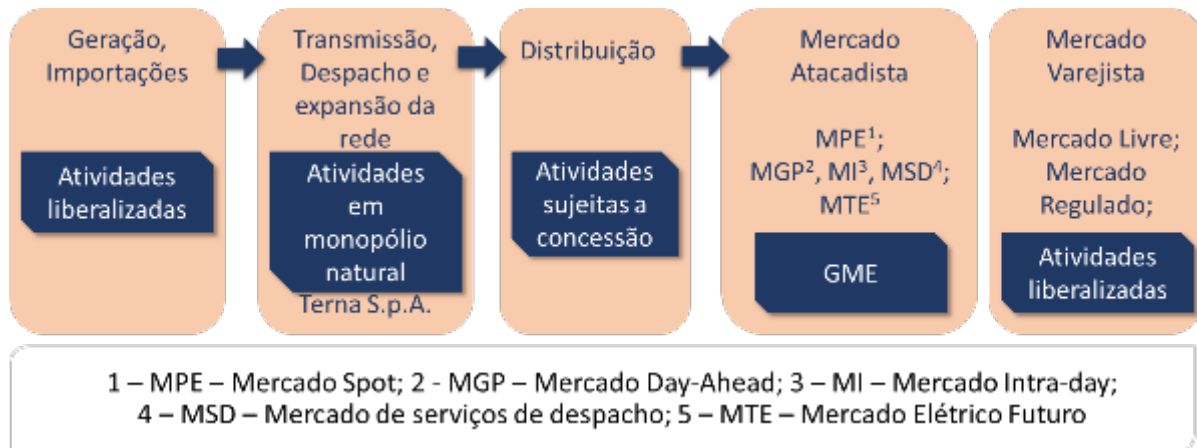 Geração,
Importações
Atividades
liberalizadas
Transmissão,
Despacho e
expansão da
rede
Atividades
em
monopólio
natural
Terna S.p.A.
Distribuição
Atividades
sujeitas a
concessão
Mercado
Atacadista
MPE¹;
MGP², MI³, MSD⁴;
MTE⁵
GME
Mercado
Varejista
Mercado Livre;
Mercado
Regulado;
Atividades
liberalizadas
1 – MPE – Mercado Spot; 2 - MGP – Mercado Day-Ahead; 3 – MI – Mercado Intra-day;
4 – MSD – Mercado de serviços de despacho; 5 – MTE – Mercado Elétrico Futuro